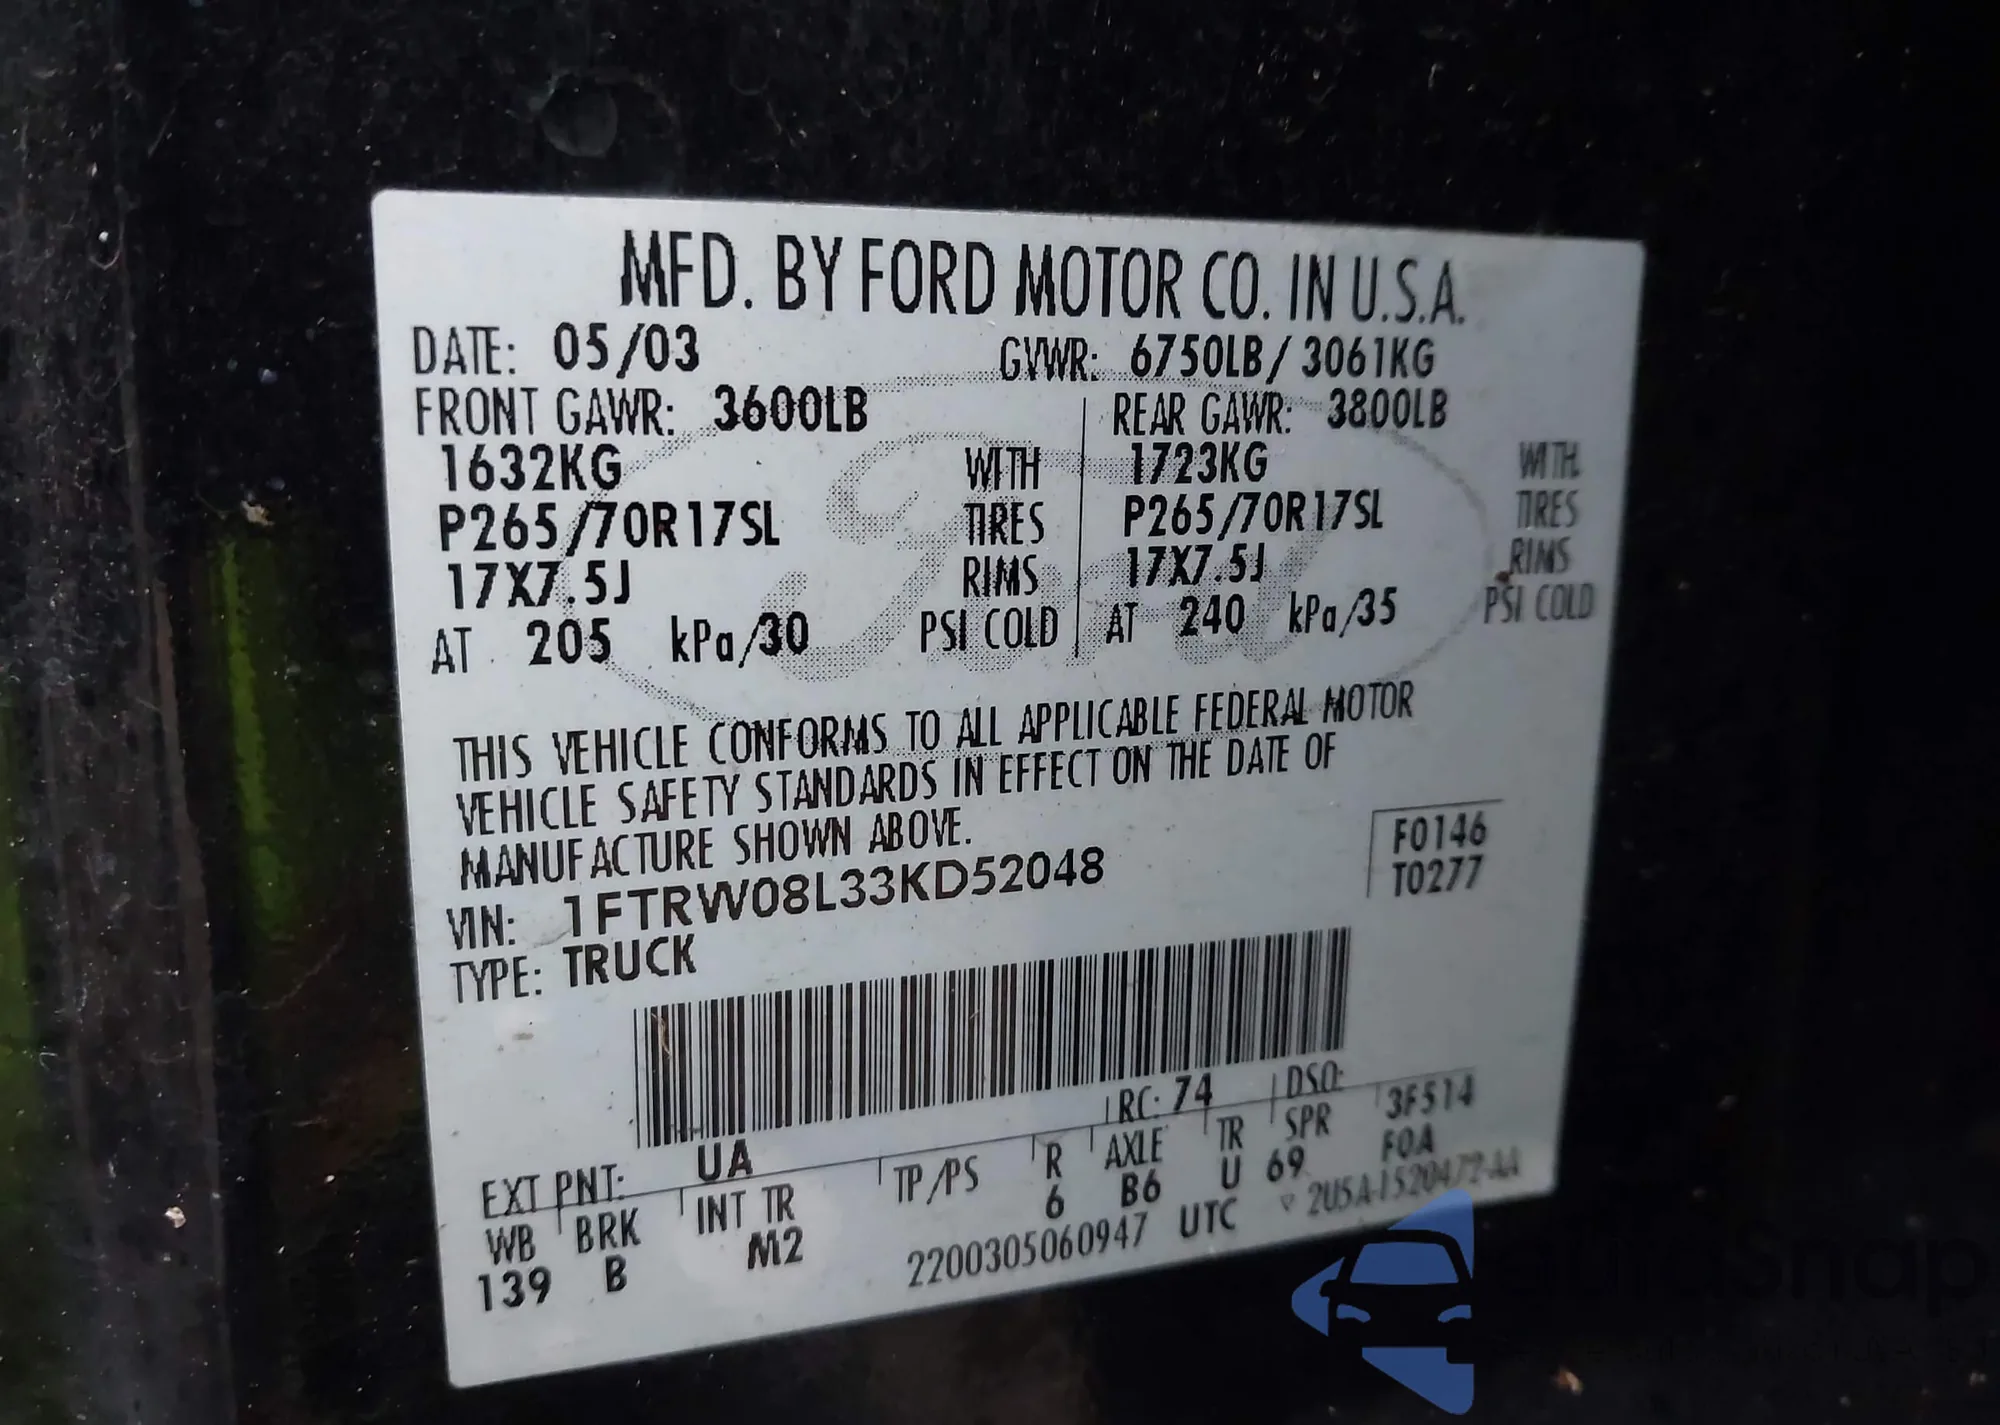 MFD. BY FORD MOTOR CO. IN U.S.A.
DATE: 05/03 GVWR: 6750LB/ 3061KG
FRONT GAWR: 3600LB REAR GAWR: 3800LB
1632KG WITH 1723KG WITH
P265/70R17SL TIRES P265/70R17SL TIRES
17X7.5J RIMS 17X7.5J RIMS
AT 205 kPa/30 PSI COLD AT 240 kPa/35 PSI COLD
Ford
THIS VEHICLE CONFORMS TO ALL APPLICABLE FEDERAL MOTOR
VEHICLE SAFETY STANDARDS IN EFFECT ON THE DATE OF
MANUFACTURE SHOWN ABOVE.
F0146
T0277
VIN: 1FTRW08L33KD52048
TYPE: TRUCK
EXT PNT: UA RC: 74 DSO: 3F514
WB BRK INT TR TP/PS R AXLE TR SPR F0A
139 B M2 6 B6 U 69
2200305060947 UTC ▽ 2U5A-1520472-AA